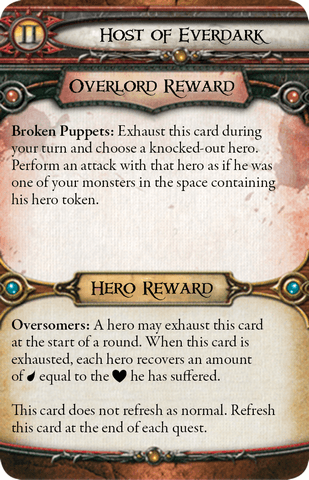 II
Host of Everdark
Overlord Reward
Broken Puppets: Exhaust this card during
your turn and choose a knocked-out hero.
Perform an attack with that hero as if he was
one of your monsters in the space containing
his hero token.
Hero Reward
Oversomers: A hero may exhaust this card
at the start of a round. When this card is
exhausted, each hero recovers an amount
of equal to the ♥ he has suffered.
This card does not refresh as normal. Refresh
this card at the end of each quest.